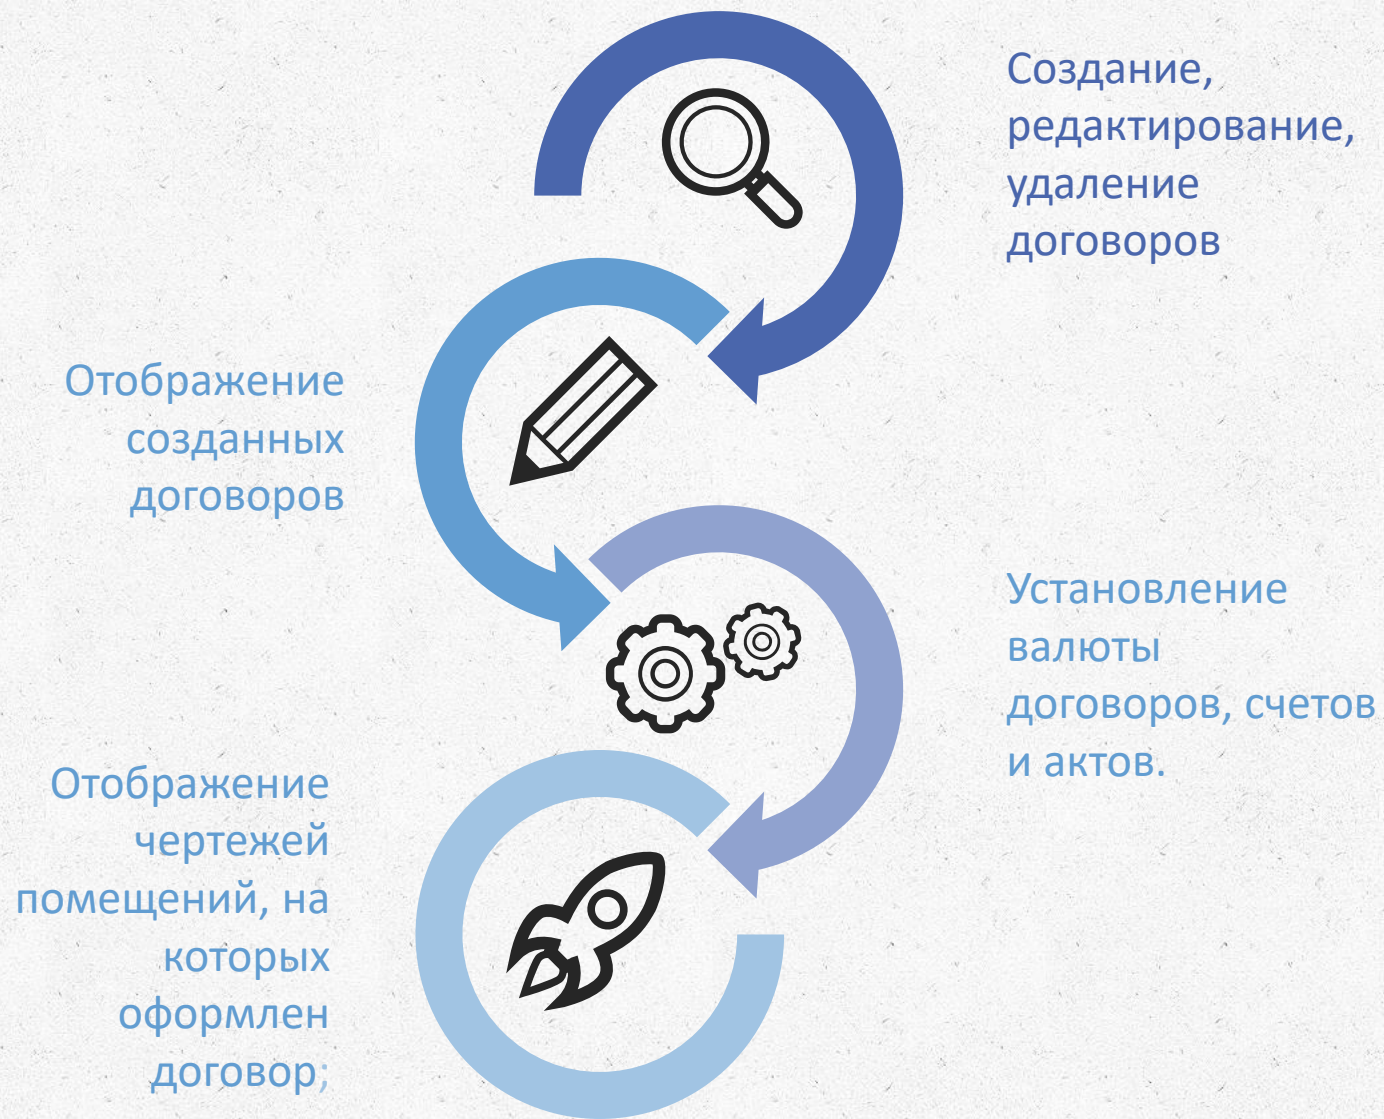 Создание,
редактирование,
удаление
договоров
Отображение
созданных
договоров
Установление
валюты
договоров, счетов
и актов.
Отображение
чертежей
помещений, на
которых
оформлен
договор;